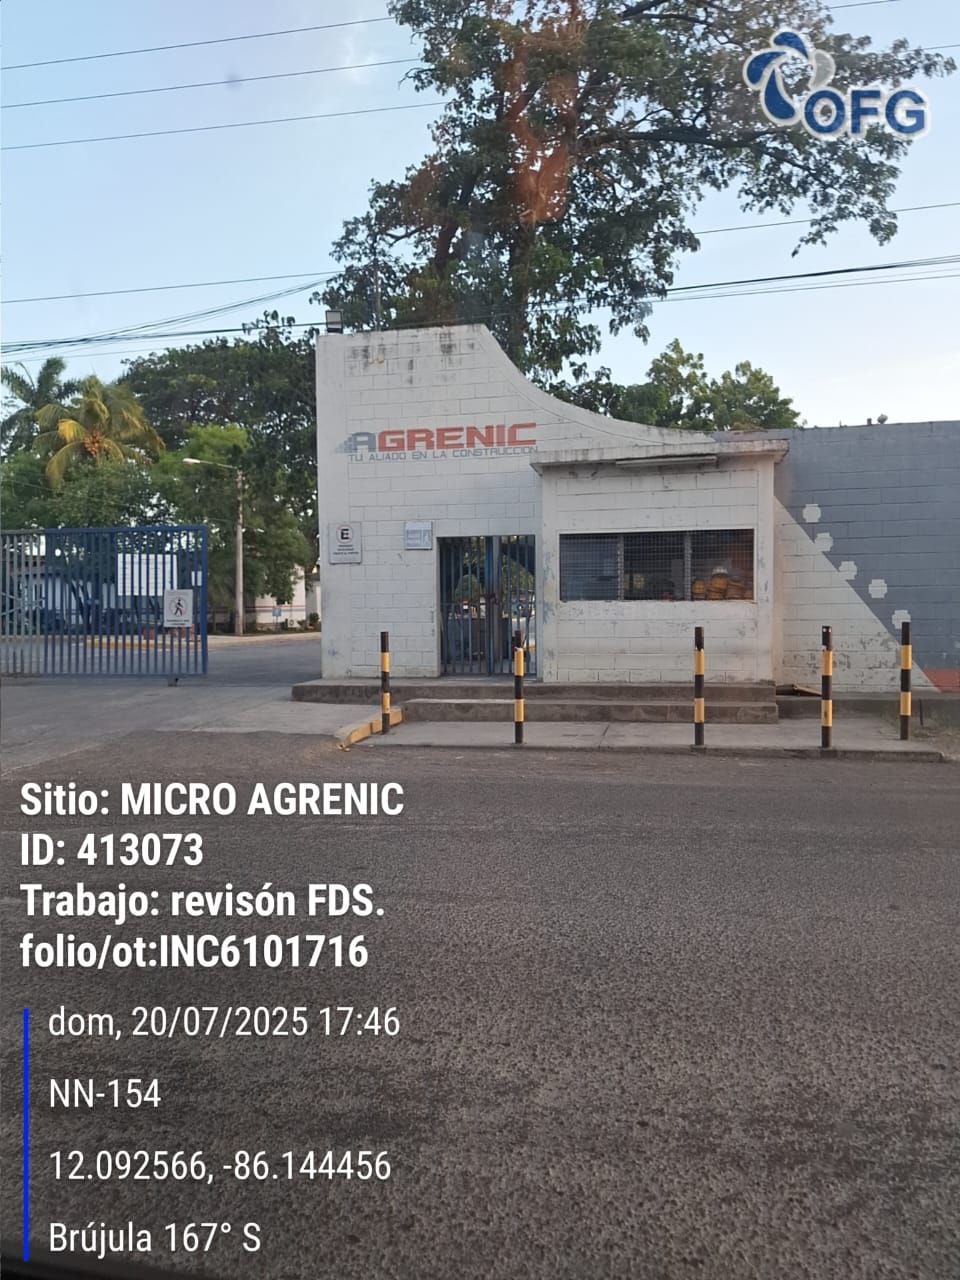 OFG
AGRENIC
TU ALIADO EN LA CONSTRUCCION
E
Sitio: MICRO AGRENIC
ID: 413073
Trabajo: revisón FDS.
folio/ot:INC6101716
dom, 20/07/2025 17:46
NN-154
12.092566, -86.144456
Brújula 167° S